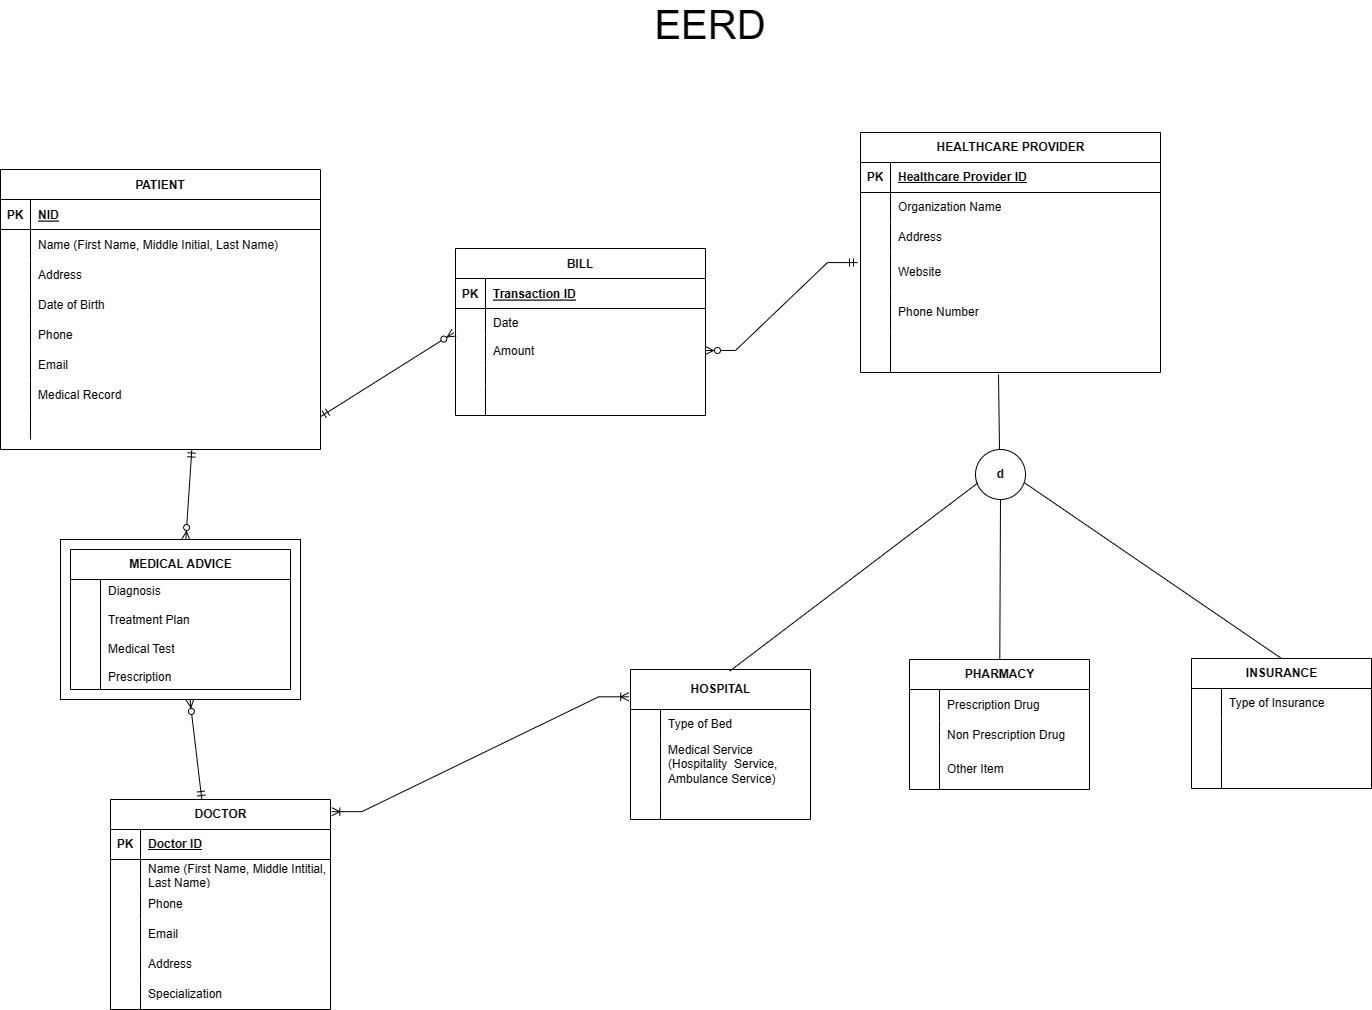 EERD
PATIENT
PK NID
Name (First Name, Middle Initial, Last Name)
Address
Date of Birth
Phone
Email
Medical Record
BILL
PK Transaction ID
Date
Amount
HEALTHCARE PROVIDER
PK Healthcare Provider ID
Organization Name
Address
Website
Phone Number
d
MEDICAL ADVICE
Diagnosis
Treatment Plan
Medical Test
Prescription
HOSPITAL
Type of Bed
Medical Service
(Hospitality Service,
Ambulance Service)
PHARMACY
Prescription Drug
Non Prescription Drug
Other Item
INSURANCE
Type of Insurance
DOCTOR
PK Doctor ID
Name (First Name, Middle Intitial,
Last Name)
Phone
Email
Address
Specialization